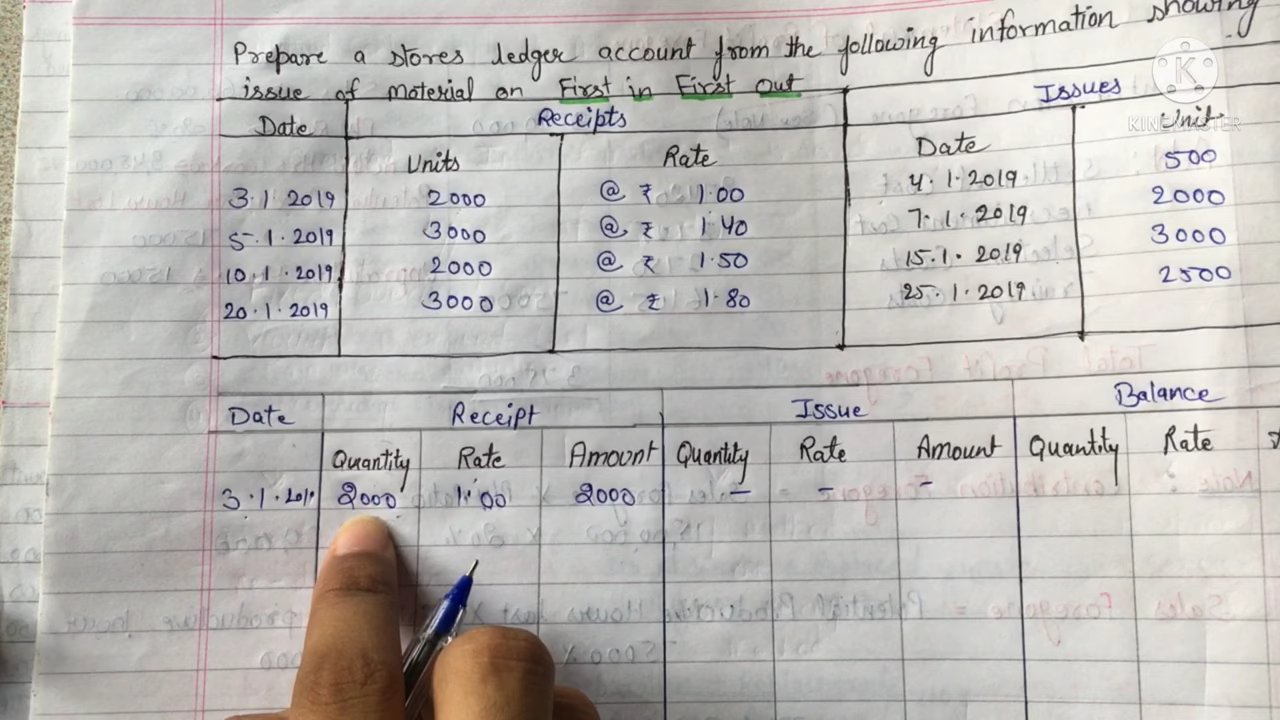 Prepare a stores ledger account from the following information showing
issue of material on First in First Out
Date Receipts Issues
Units Rate Date Unit
3.1.2019 2000 @ ₹ 1.00 4.1.2019 500
5.1.2019 3000 @ ₹ 1.40 7.1.2019 2000
10.1.2019 2000 @ ₹ 1.50 15.1.2019 3000
20.1.2019 3000 @ ₹ 1.80 25.1.2019 2500
Date Receipt Issue Balance
Quantity Rate Amount Quantity Rate Amount Quantity Rate
3.1.2019 2000 1.00 2000 - - -
K
KINEMASTER